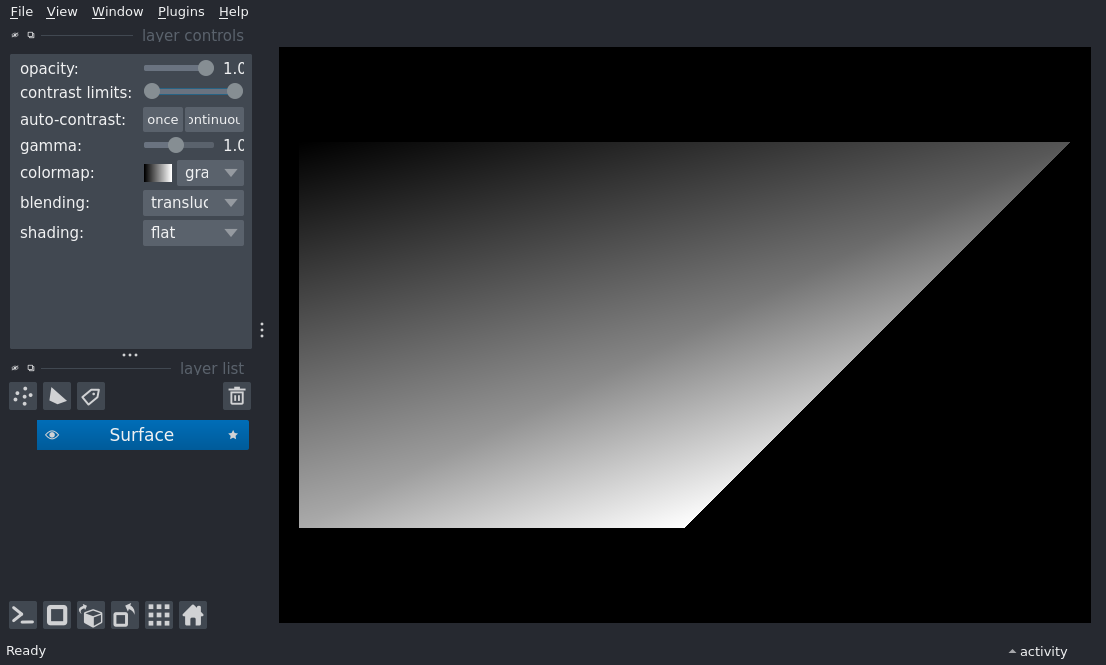 File View Window Plugins Help
layer controls
opacity: 1.0
contrast limits:
auto-contrast: once ontinuou
gamma: 1.0
colormap: gra
blending: transluc
shading: flat
layer list
Surface
Ready
activity